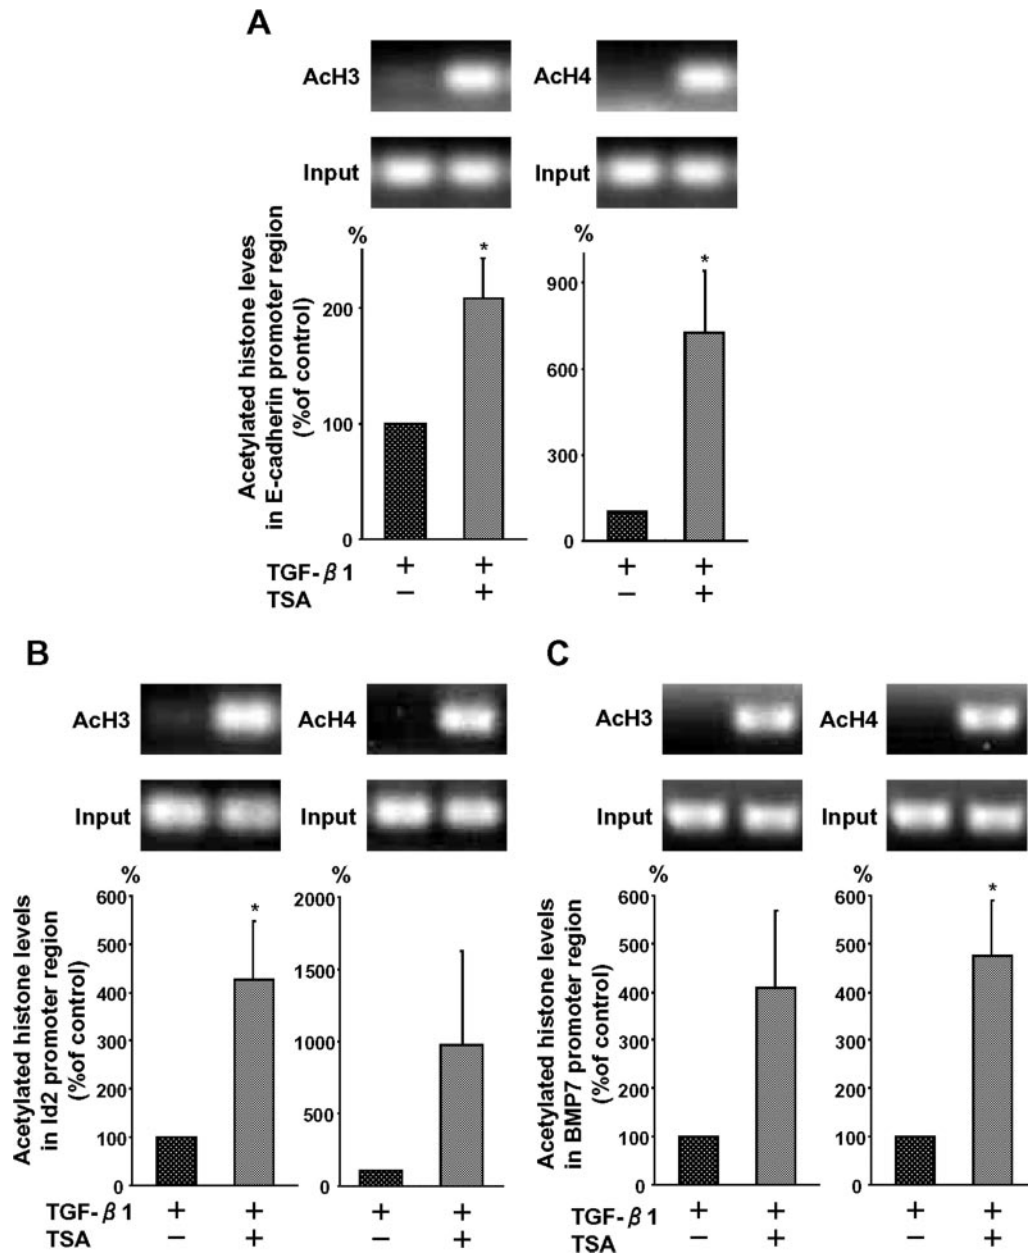 A
AcH3
AcH4
Input
Input
Acetylated histone leves
in E-cadherin promoter region
(%of control)
%
*
200
100
0
%
*
900
600
300
0
TGF-β1 + + + +
TSA − + − +
B
AcH3
AcH4
Input
Input
Acetylated histone levels
in Id2 promoter region
(%of control)
%
*
600
500
400
300
200
100
0
%
2000
1500
1000
500
0
TGF-β1 + + + +
TSA − + − +
C
AcH3
AcH4
Input
Input
Acetylated histone levels
in BMP7 promoter region
(%of control)
%
600
500
400
300
200
100
0
%
*
600
500
400
300
200
100
0
TGF-β1 + + + +
TSA − + − +